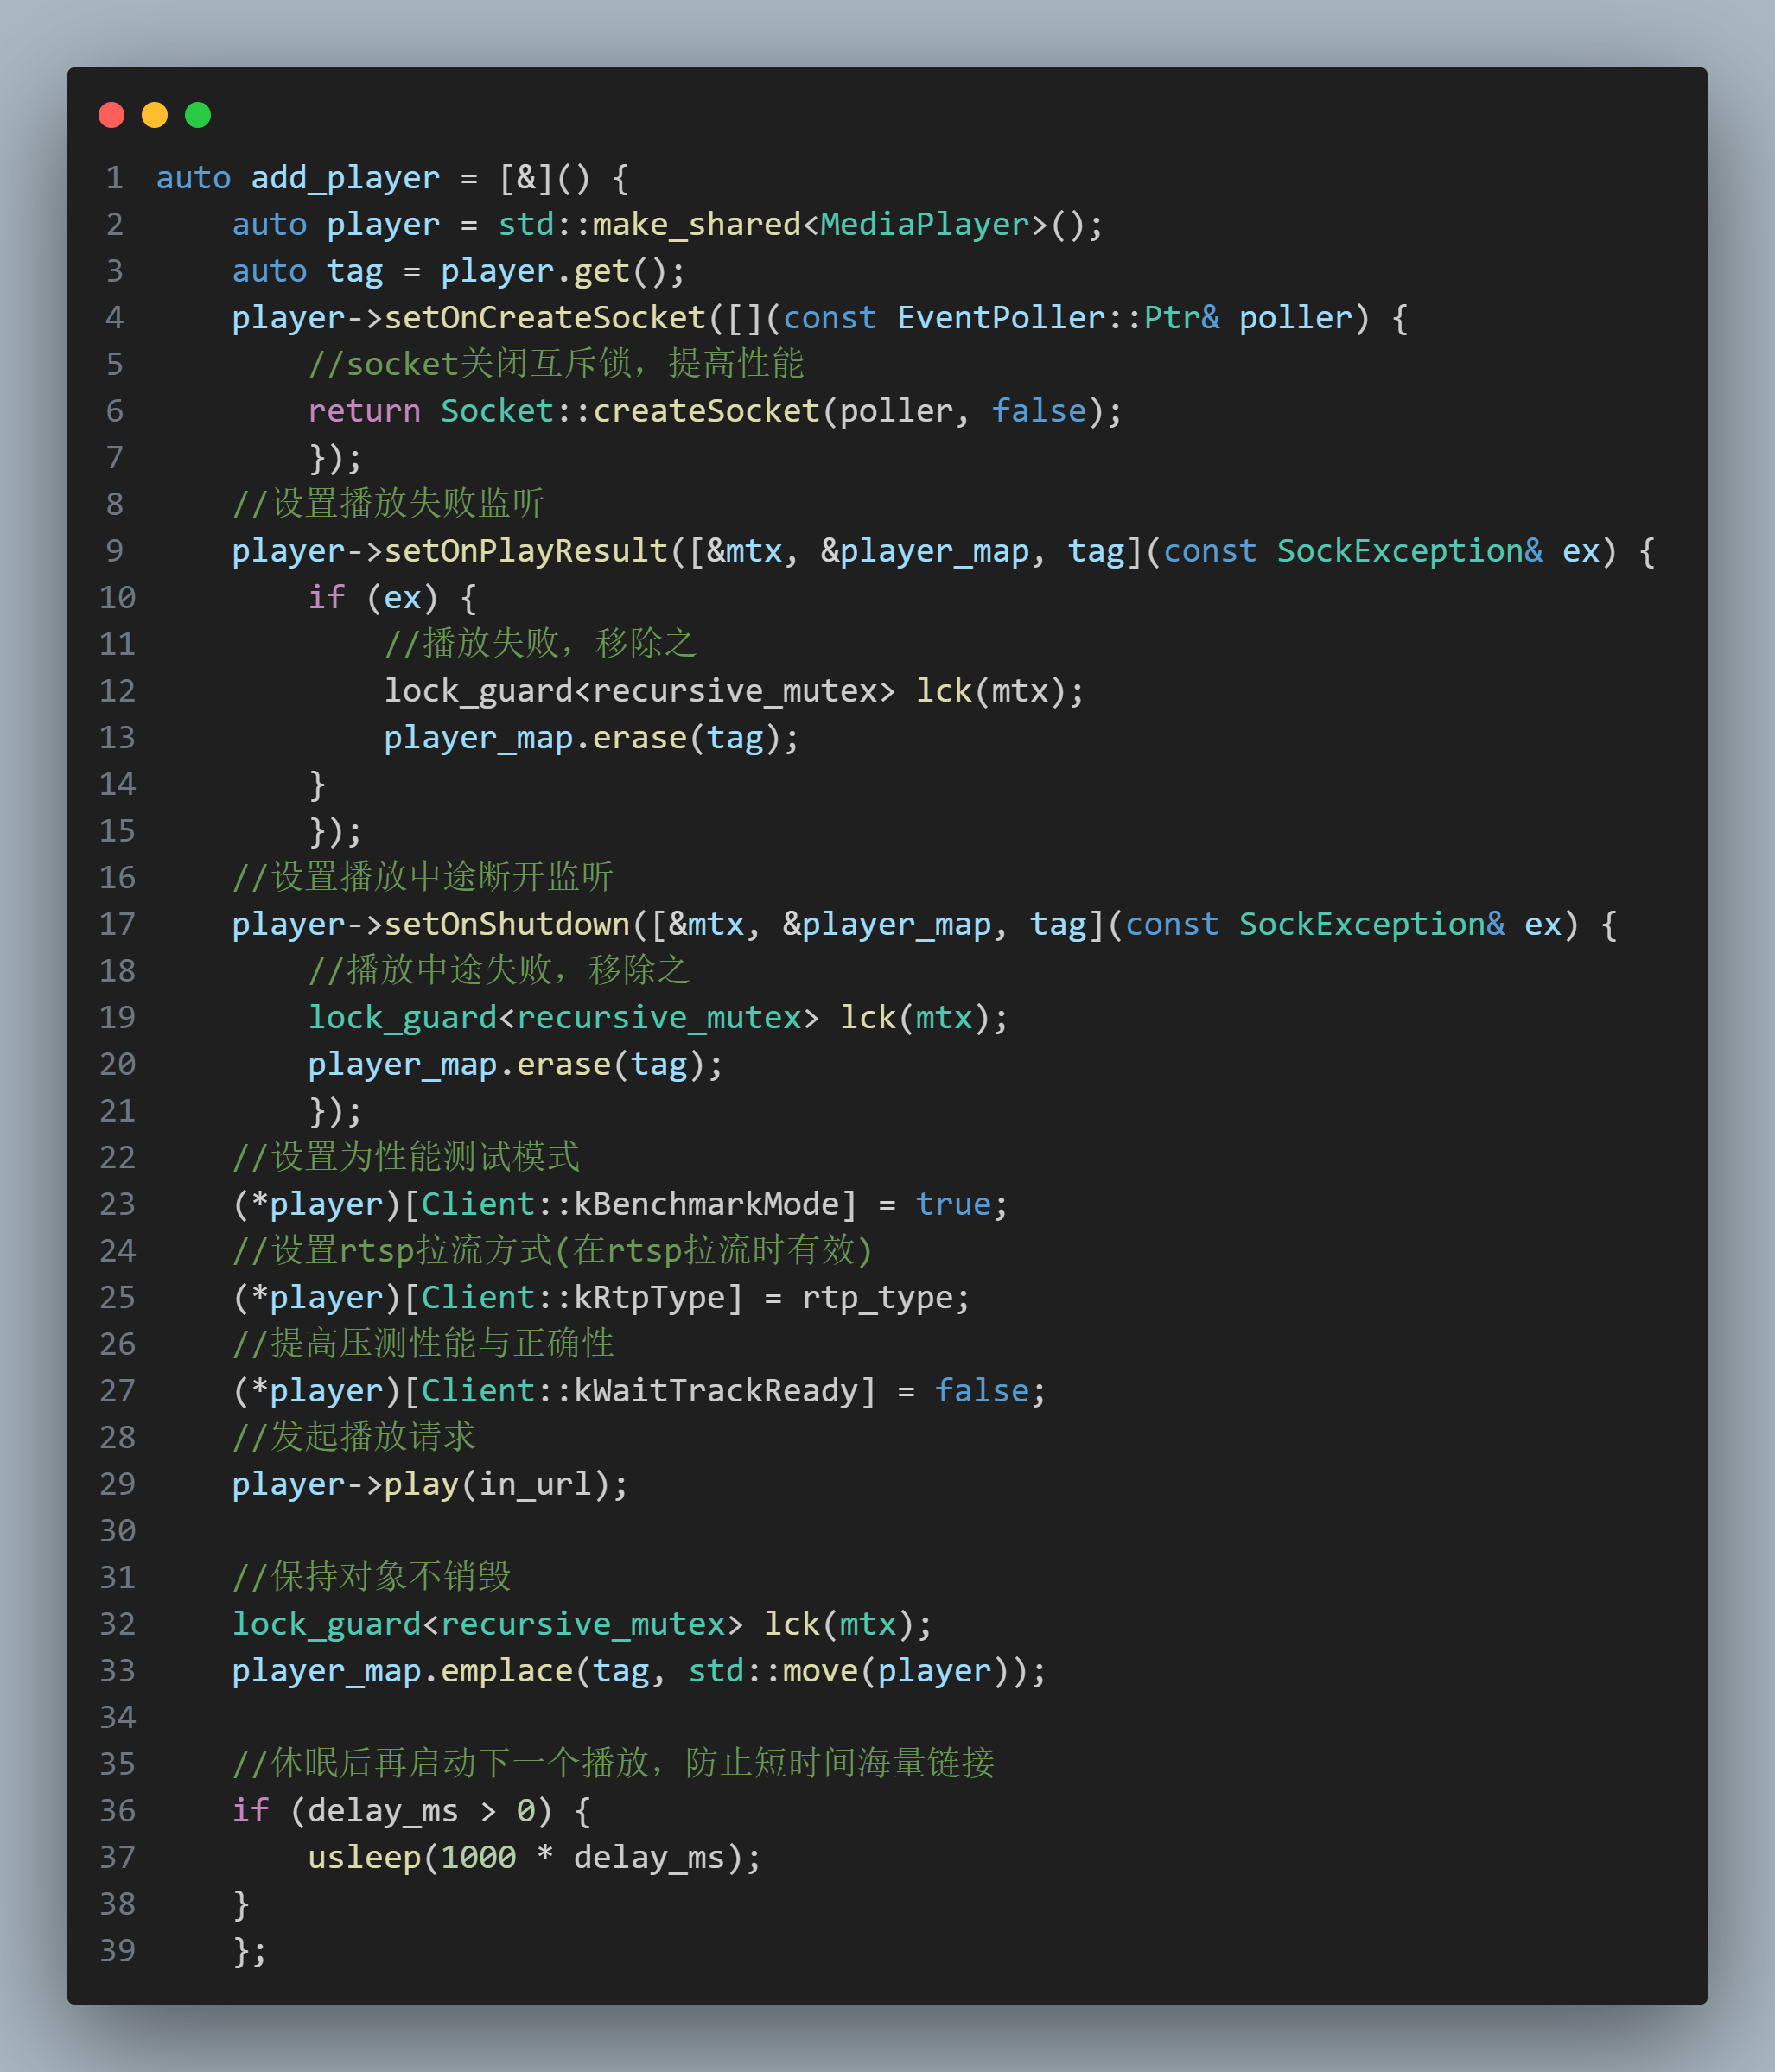 1 auto add_player = [&]() {
2     auto player = std::make_shared<MediaPlayer>();
3     auto tag = player.get();
4     player->setOnCreateSocket([](const EventPoller::Ptr& poller) {
5         //socket关闭互斥锁，提高性能
6         return Socket::createSocket(poller, false);
7         });
8     //设置播放失败监听
9     player->setOnPlayResult([&mtx, &player_map, tag](const SockException& ex) {
10         if (ex) {
11             //播放失败，移除之
12             lock_guard<recursive_mutex> lck(mtx);
13             player_map.erase(tag);
14         }
15         });
16     //设置播放中途断开监听
17     player->setOnShutdown([&mtx, &player_map, tag](const SockException& ex) {
18         //播放中途失败，移除之
19         lock_guard<recursive_mutex> lck(mtx);
20         player_map.erase(tag);
21         });
22     //设置为性能测试模式
23     (*player)[Client::kBenchmarkMode] = true;
24     //设置rtsp拉流方式(在rtsp拉流时有效)
25     (*player)[Client::kRtpType] = rtp_type;
26     //提高压测性能与正确性
27     (*player)[Client::kWaitTrackReady] = false;
28     //发起播放请求
29     player->play(in_url);
30
31     //保持对象不销毁
32     lock_guard<recursive_mutex> lck(mtx);
33     player_map.emplace(tag, std::move(player));
34
35     //休眠后再启动下一个播放，防止短时间海量链接
36     if (delay_ms > 0) {
37         usleep(1000 * delay_ms);
38     }
39     };